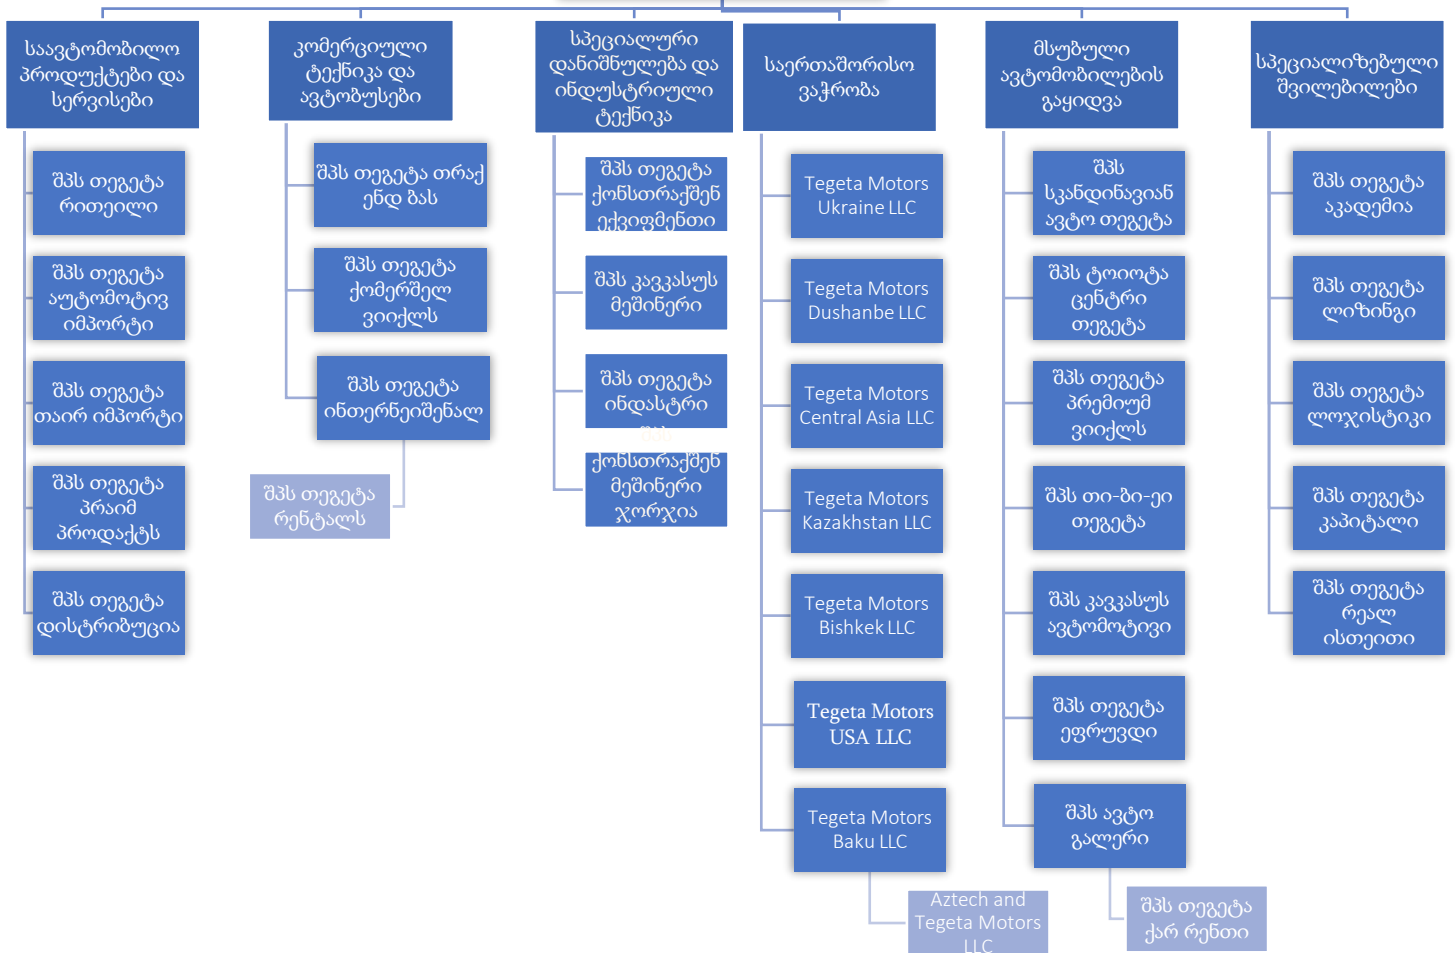 საავტომობილო
პროდუქტები და
სერვისები
შპს თეგეტა
რითეილი
შპს თეგეტა
აუტომოტივ
იმპორტი
შპს თეგეტა
თაირ იმპორტი
შპს თეგეტა
პრაიმ
პროდაქტს
შპს თეგეტა
დისტრიბუცია
კომერციული
ტექნიკა და
ავტობუსები
შპს თეგეტა თრაქ
ენდ ბას
შპს თეგეტა
ქომერშელ
ვიიქლს
შპს თეგეტა
ინთერნეიშენალ
შპს თეგეტა
რენტალს
სპეციალური
დანიშნულება და
ინდუსტრიული
ტექნიკა
შპს თეგეტა
ქონსთრაქშენ
ექვიფმენთი
შპს კავკასუს
მეშინერი
შპს თეგეტა
ინდასტრი
შპს
ქონსთრაქშენ
მეშინერი
ჯორჯია
საერთაშორისო
ვაჭრობა
Tegeta Motors
Ukraine LLC
Tegeta Motors
Dushanbe LLC
Tegeta Motors
Central Asia LLC
Tegeta Motors
Kazakhstan LLC
Tegeta Motors
Bishkek LLC
Tegeta Motors
USA LLC
Tegeta Motors
Baku LLC
Aztech and
Tegeta Motors
LLC
მსუბუქი
ავტომობილების
გაყიდვა
შპს
სკანდინავიან
ავტო თეგეტა
შპს ტოიოტა
ცენტრი
თეგეტა
შპს თეგეტა
პრემიუმ
ვიიქლს
შპს თი-ბი-ეი
თეგეტა
შპს კავკასუს
ავტომოტივი
შპს თეგეტა
ეფრუვდი
შპს ავტო
გალერი
შპს თეგეტა
ქარ რენთი
სპეციალიზებული
შვილებილები
შპს თეგეტა
აკადემია
შპს თეგეტა
ლიზინგი
შპს თეგეტა
ლოჯისტიკი
შპს თეგეტა
კაპიტალი
შპს თეგეტა
რეალ
ისთეითი